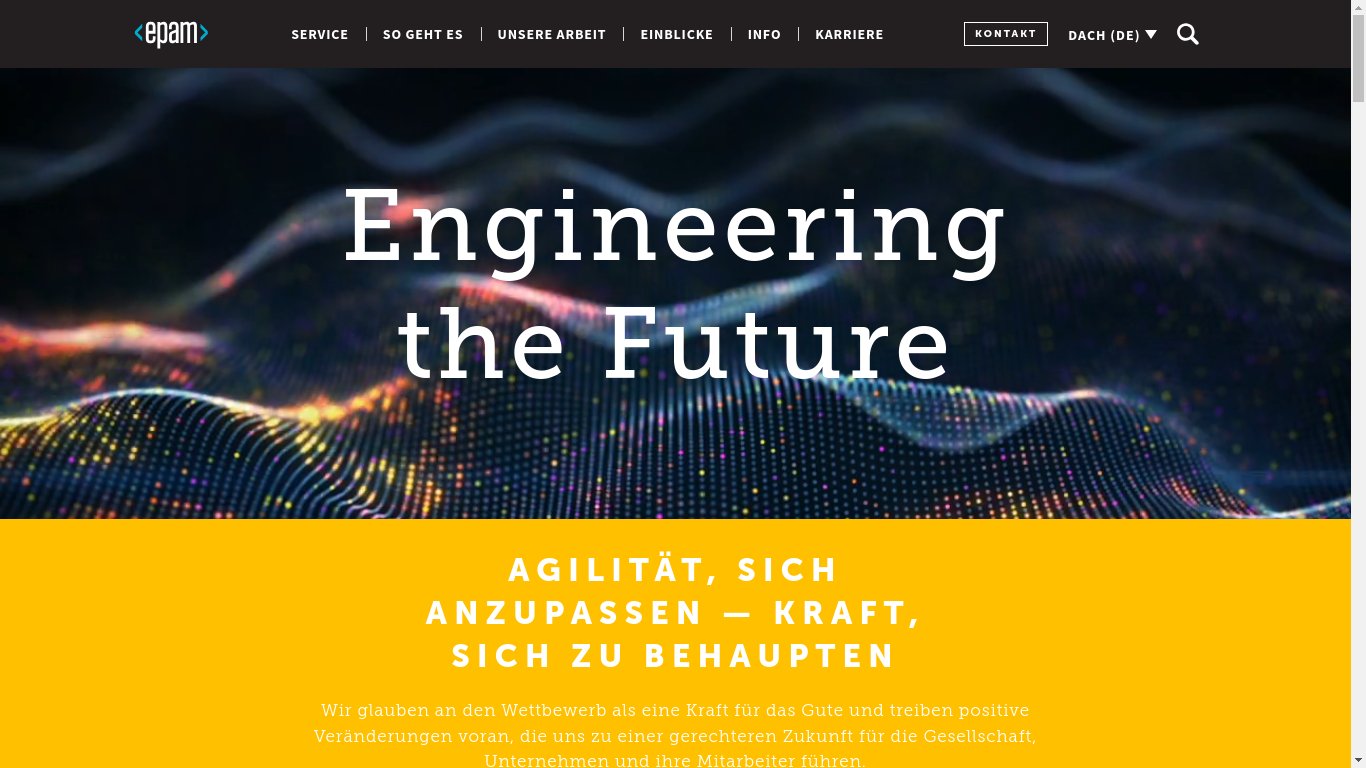 <epam>
SERVICE
SO GEHT ES
UNSERE ARBEIT
EINBLICKE
INFO
KARRIERE
KONTAKT
DACH (DE)
Engineering
the Future
AGILITÄT, SICH
ANZUPASSEN — KRAFT,
SICH ZU BEHAUPTEN
Wir glauben an den Wettbewerb als eine Kraft für das Gute und treiben positive
Veränderungen voran, die uns zu einer gerechteren Zukunft für die Gesellschaft,
Unternehmen und ihre Mitarbeiter führen.